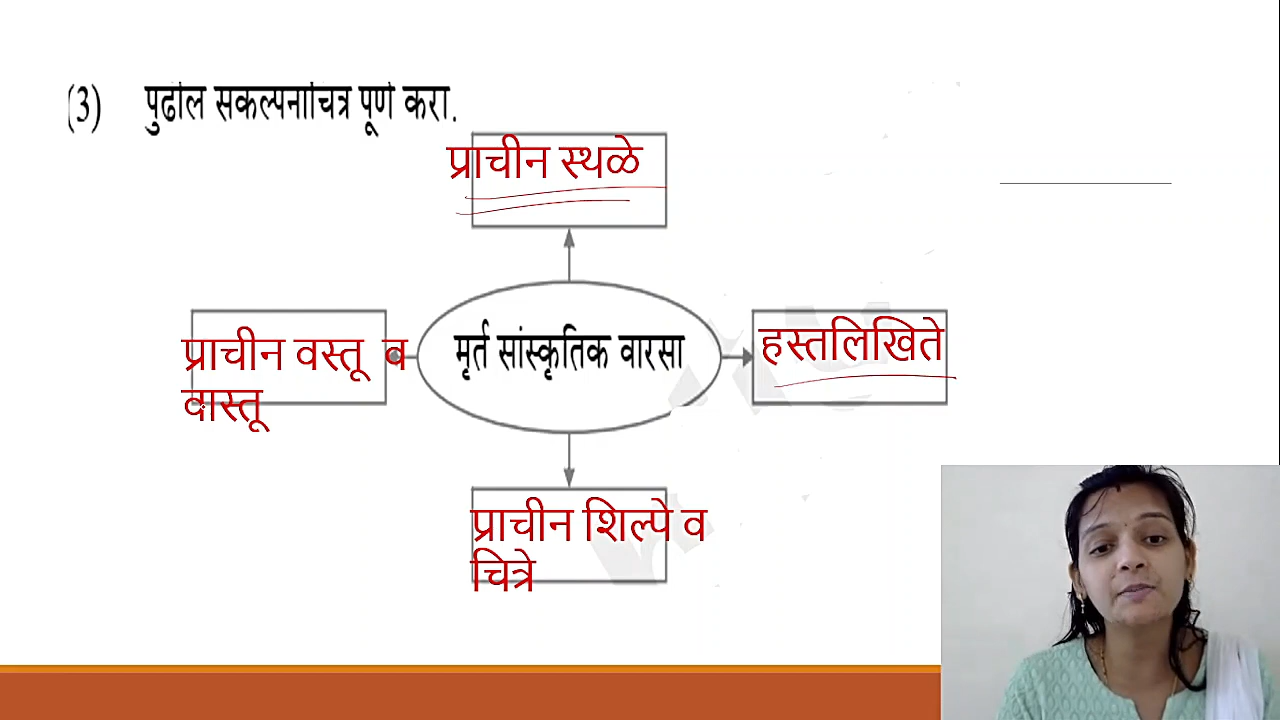 (3) पुढील संकल्पनाचित्र पूर्ण करा.
प्राचीन स्थळे
प्राचीन वस्तू व
वास्तू
मूर्त सांस्कृतिक वारसा
हस्तलिखिते
प्राचीन शिल्पे व
चित्रे